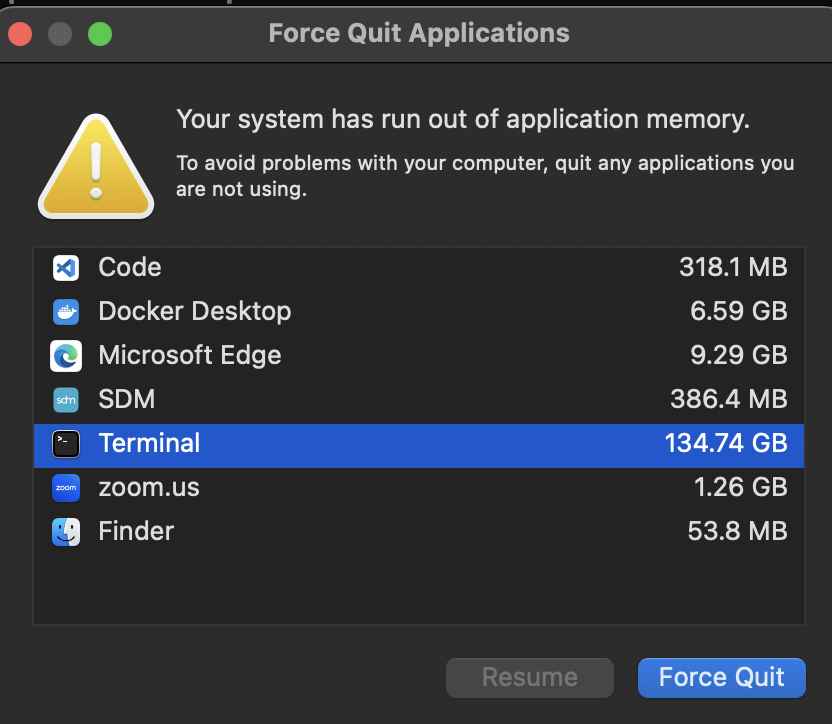 Force Quit Applications
Your system has run out of application memory.
To avoid problems with your computer, quit any applications you
are not using.
Code 318.1 MB
Docker Desktop 6.59 GB
Microsoft Edge 9.29 GB
sdm SDM 386.4 MB
>_ Terminal 134.74 GB
zoom zoom.us 1.26 GB
Finder 53.8 MB
Resume Force Quit